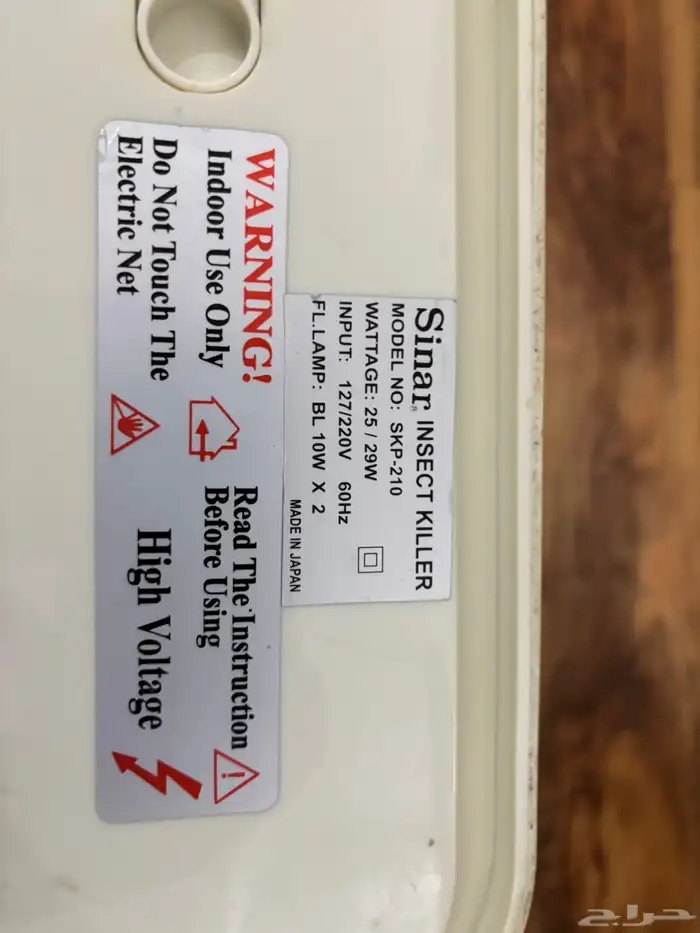 Sinar® INSECT KILLER
MODEL NO: SKP-210
WATTAGE: 25 / 29W
INPUT: 127/220V 60Hz
FL.LAMP: BL 10W X 2
MADE IN JAPAN
WARNING!
Indoor Use Only
Do Not Touch The
Electric Net
Read The Instruction
Before Using
High Voltage
حراج